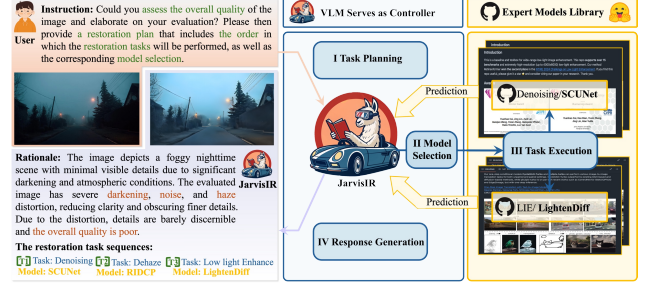 Instruction: Could you assess the overall quality of the
image and elaborate on your evaluation? Please then
provide a restoration plan that includes the order in
which the restoration tasks will be performed, as well as
the corresponding model selection.
User
Rationale: The image depicts a foggy nighttime
scene with minimal visible details due to significant
darkening and atmospheric conditions. The evaluated
image has severe darkening, noise, and haze
distortion, reducing clarity and obscuring finer details.
Due to the distortion, details are barely discernible
and the overall quality is poor.
JarvisIR
The restoration task sequences:
[T1] Task: Denoising [T2] Task: Dehaze [T3] Task: Low light Enhance
Model: SCUNet Model: RIDCP Model: LightenDiff
VLM Serves as Controller
I Task Planning
JarvisIR
II Model
Selection
IV Response Generation
Prediction
Prediction
Expert Models Library
Introduction
Introduction
Denoising/SCUNet
III Task Execution
LIE/ LightenDiff